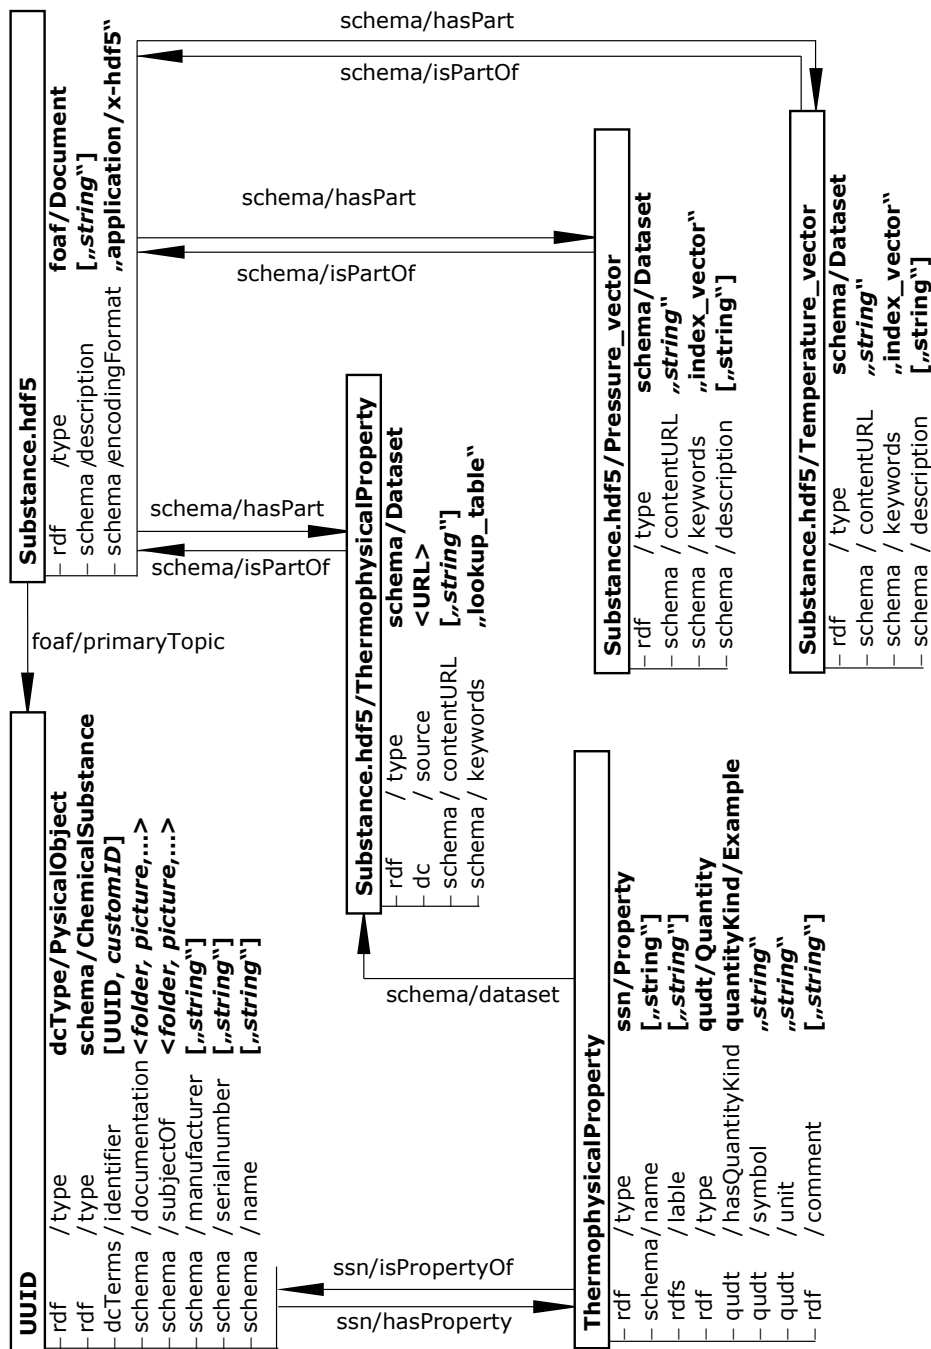 UUID
rdf /type dcType/PysicalObject
rdf /type schema/ChemicalSubstance
dcTerms /identifier [UUID, customID]
schema /documentation <folder, picture,...>
schema /subjectOf <folder, picture,...>
schema /manufacturer [„string“]
schema /serialnumber [„string“]
schema /name [„string“]
foaf/primaryTopic
Substance.hdf5
rdf /type foaf/Document
schema /description [„string“]
schema /encodingFormat „application/x-hdf5“
schema/hasPart
schema/isPartOf
schema/hasPart
schema/isPartOf
schema/hasPart
schema/isPartOf
Substance.hdf5/ThermophysicalProperty
rdf / type schema/Dataset
dc / source <URL>
schema / contentURL [„string“]
schema / keywords „lookup_table“
ssn/isPropertyOf
ssn/hasProperty
schema/dataset
ThermophysicalProperty
rdf /type ssn/Property
schema /name [„string“]
rdfs /lable [„string“]
rdf /type qudt/Quantity
qudt /hasQuantityKind quantityKind/Example
qudt /symbol „string“
qudt /unit „string“
rdf /comment [„string“]
Substance.hdf5/Pressure_vector
rdf / type schema/Dataset
schema / contentURL „string“
schema / keywords „index_vector“
schema / description [„string“]
Substance.hdf5/Temperature_vector
rdf / type schema/Dataset
schema / contentURL „string“
schema / keywords „index_vector“
schema / description [„string“]